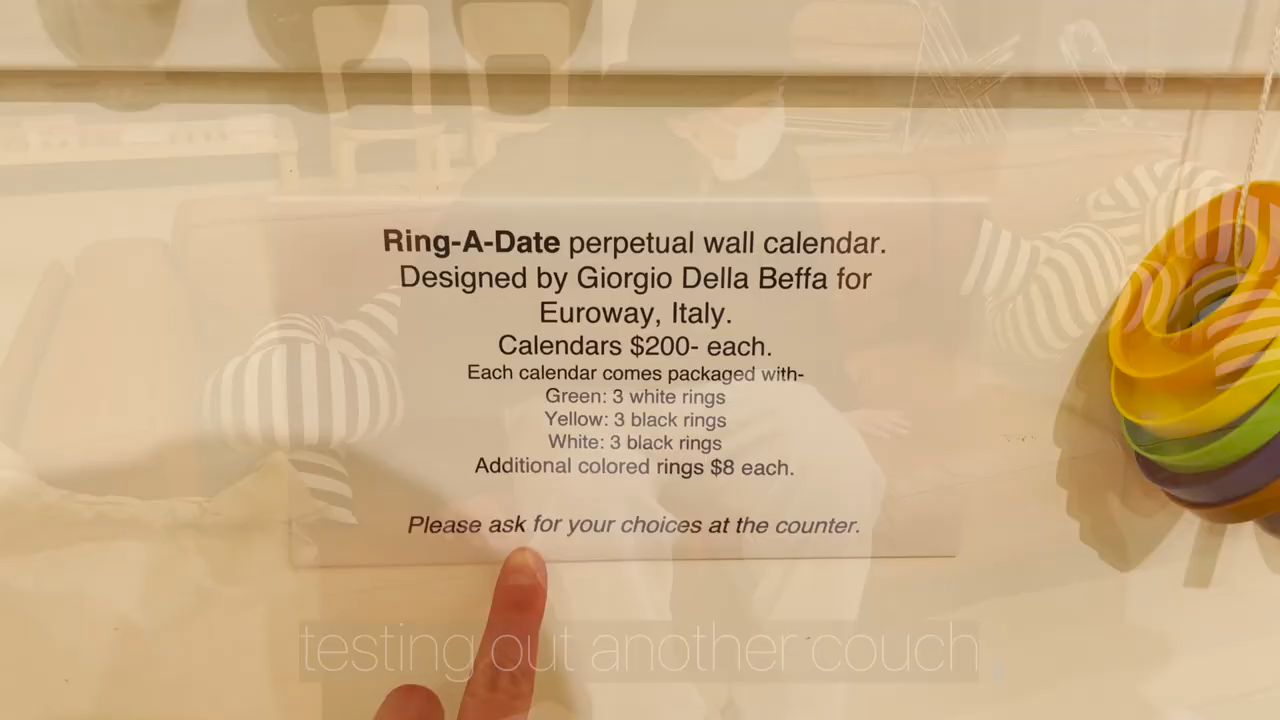 Ring-A-Date perpetual wall calendar.
Designed by Giorgio Della Beffa for
Euroway, Italy.
Calendars $200- each.
Each calendar comes packaged with-
Green: 3 white rings
Yellow: 3 black rings
White: 3 black rings
Additional colored rings $8 each.
Please ask for your choices at the counter.
testing out another couch